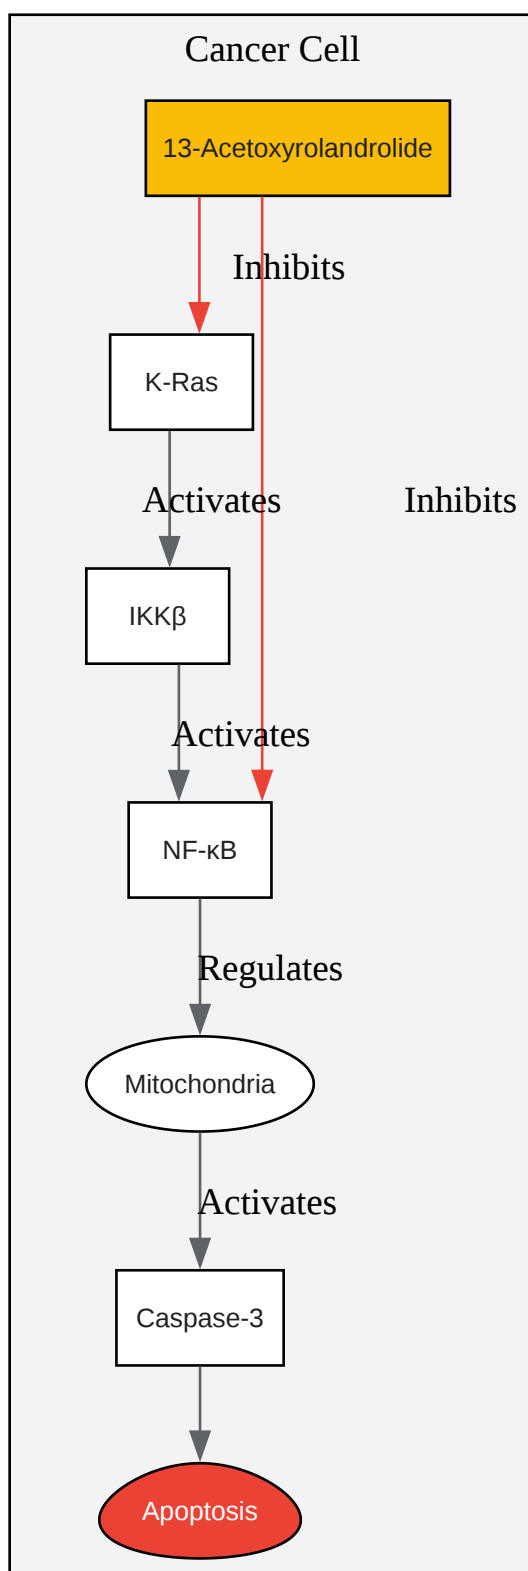 Cancer Cell
13-Acetoxyrolandrolide
Inhibits
K-Ras
Activates
Inhibits
IKKβ
Activates
NF-κB
Regulates
Mitochondria
Activates
Caspase-3
Apoptosis